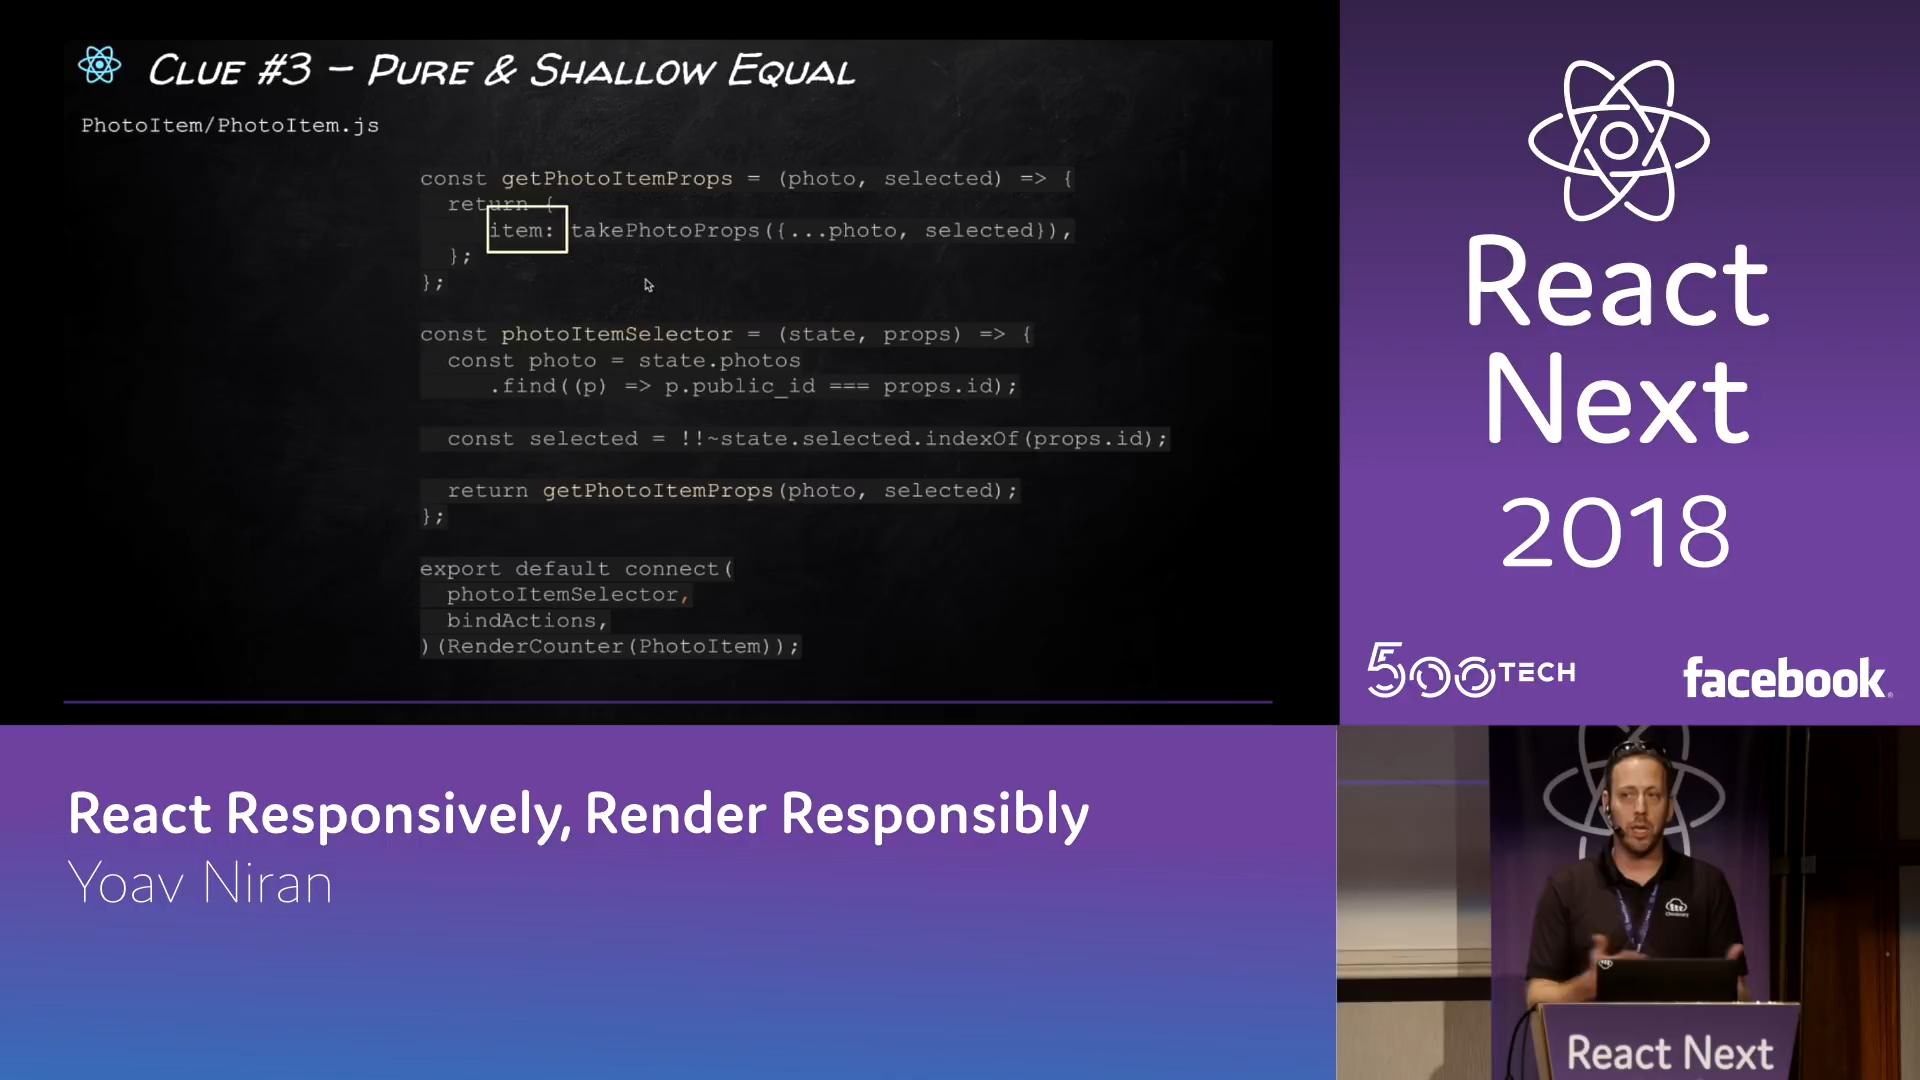 Clue #3 – Pure & Shallow Equal
PhotoItem/PhotoItem.js
const getPhotoItemProps = (photo, selected) => {
return {
item: takePhotoProps({...photo, selected}),
};
};
const photoItemSelector = (state, props) => {
const photo = state.photos
.find((p) => p.public_id === props.id);
const selected = !!~state.selected.indexOf(props.id);
return getPhotoItemProps(photo, selected);
};
export default connect(
photoItemSelector,
bindActions,
)(RenderCounter(PhotoItem));
React
Next
2018
500TECH
facebook
React Responsively, Render Responsibly
Yoav Niran
React Next